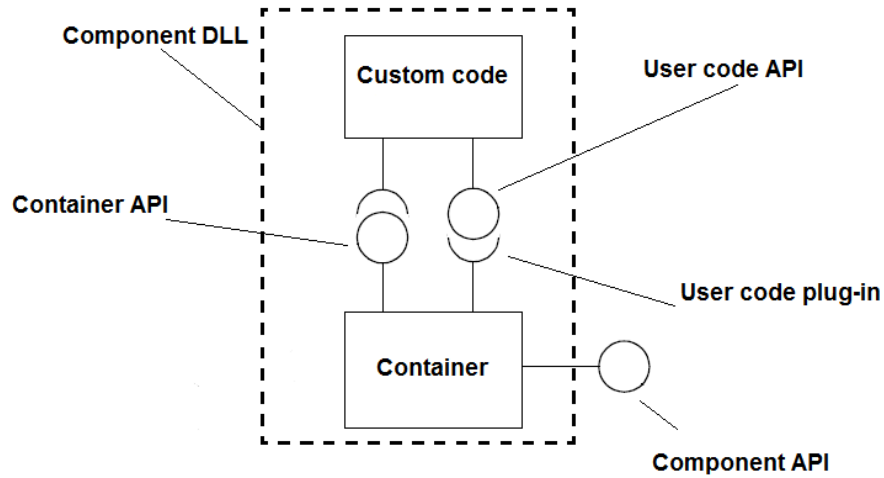 Component DLL
Custom code
User code API
Container API
User code plug-in
Container
Component API